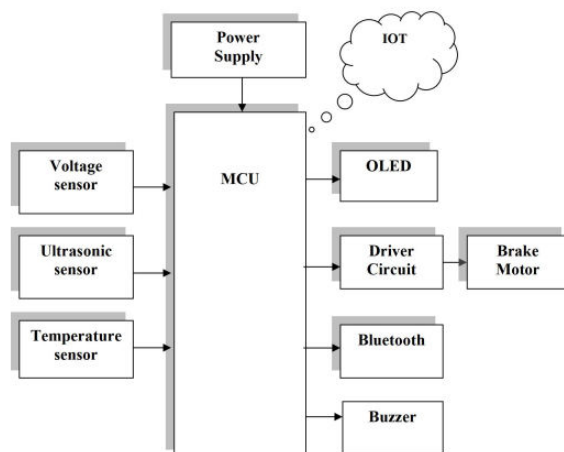 Power
Supply
IOT
Voltage
sensor
MCU
OLED
Ultrasonic
sensor
Driver
Circuit
Brake
Motor
Temperature
sensor
Bluetooth
Buzzer